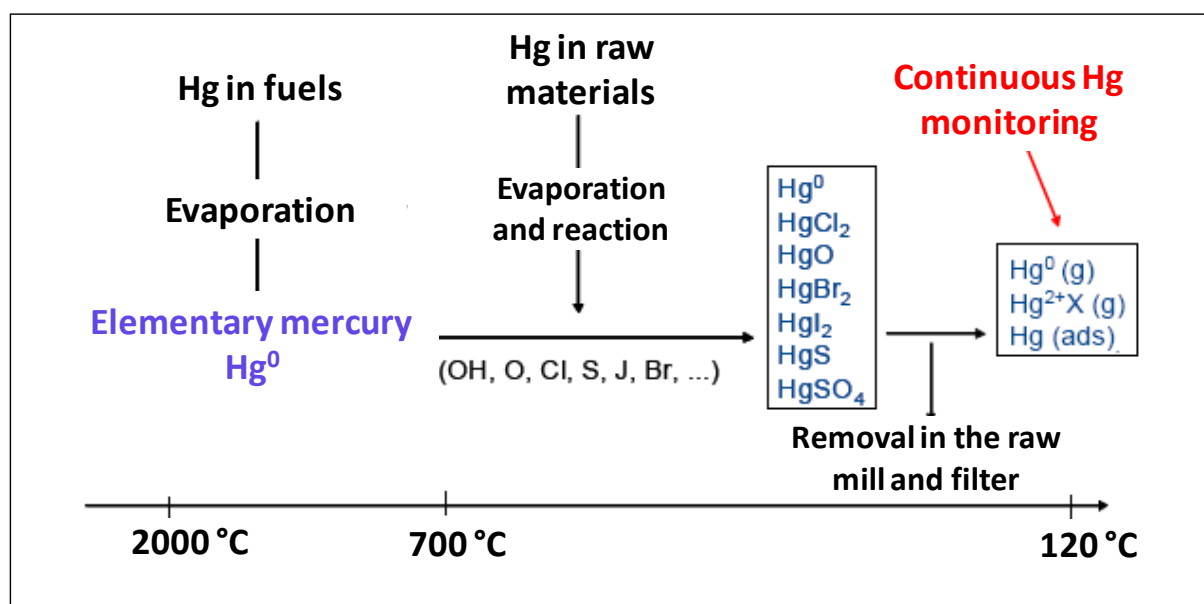 Hg in fuels
Evaporation
Elementary mercury
Hg⁰
Hg in raw
materials
Evaporation
and reaction
(OH, O, Cl, S, J, Br, ...)
Hg⁰
HgCl₂
HgO
HgBr₂
HgI₂
HgS
HgSO₄
Removal in the raw
mill and filter
Continuous Hg
monitoring
Hg⁰ (g)
Hg²⁺X (g)
Hg (ads)
2000 °C
700 °C
120 °C